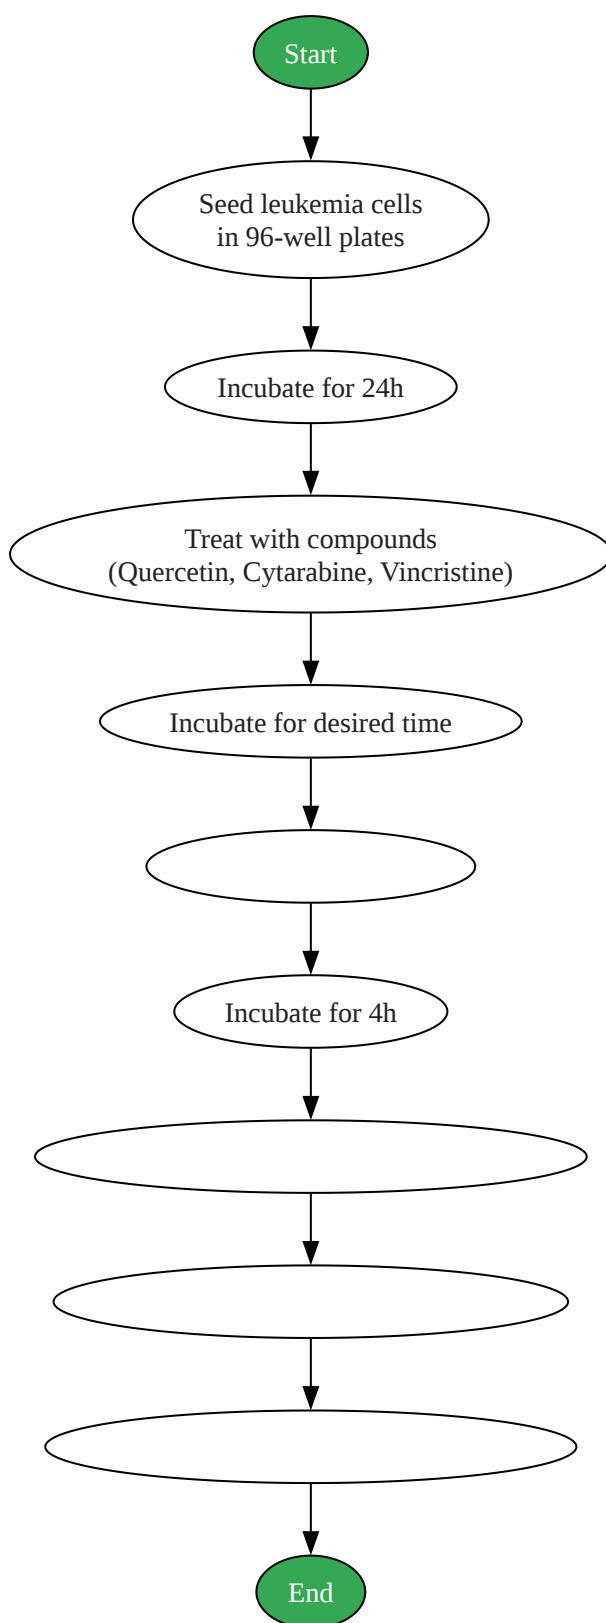 Start
Seed leukemia cells
in 96-well plates
Incubate for 24h
Treat with compounds
(Quercetin, Cytarabine, Vincristine)
Incubate for desired time
Incubate for 4h
End